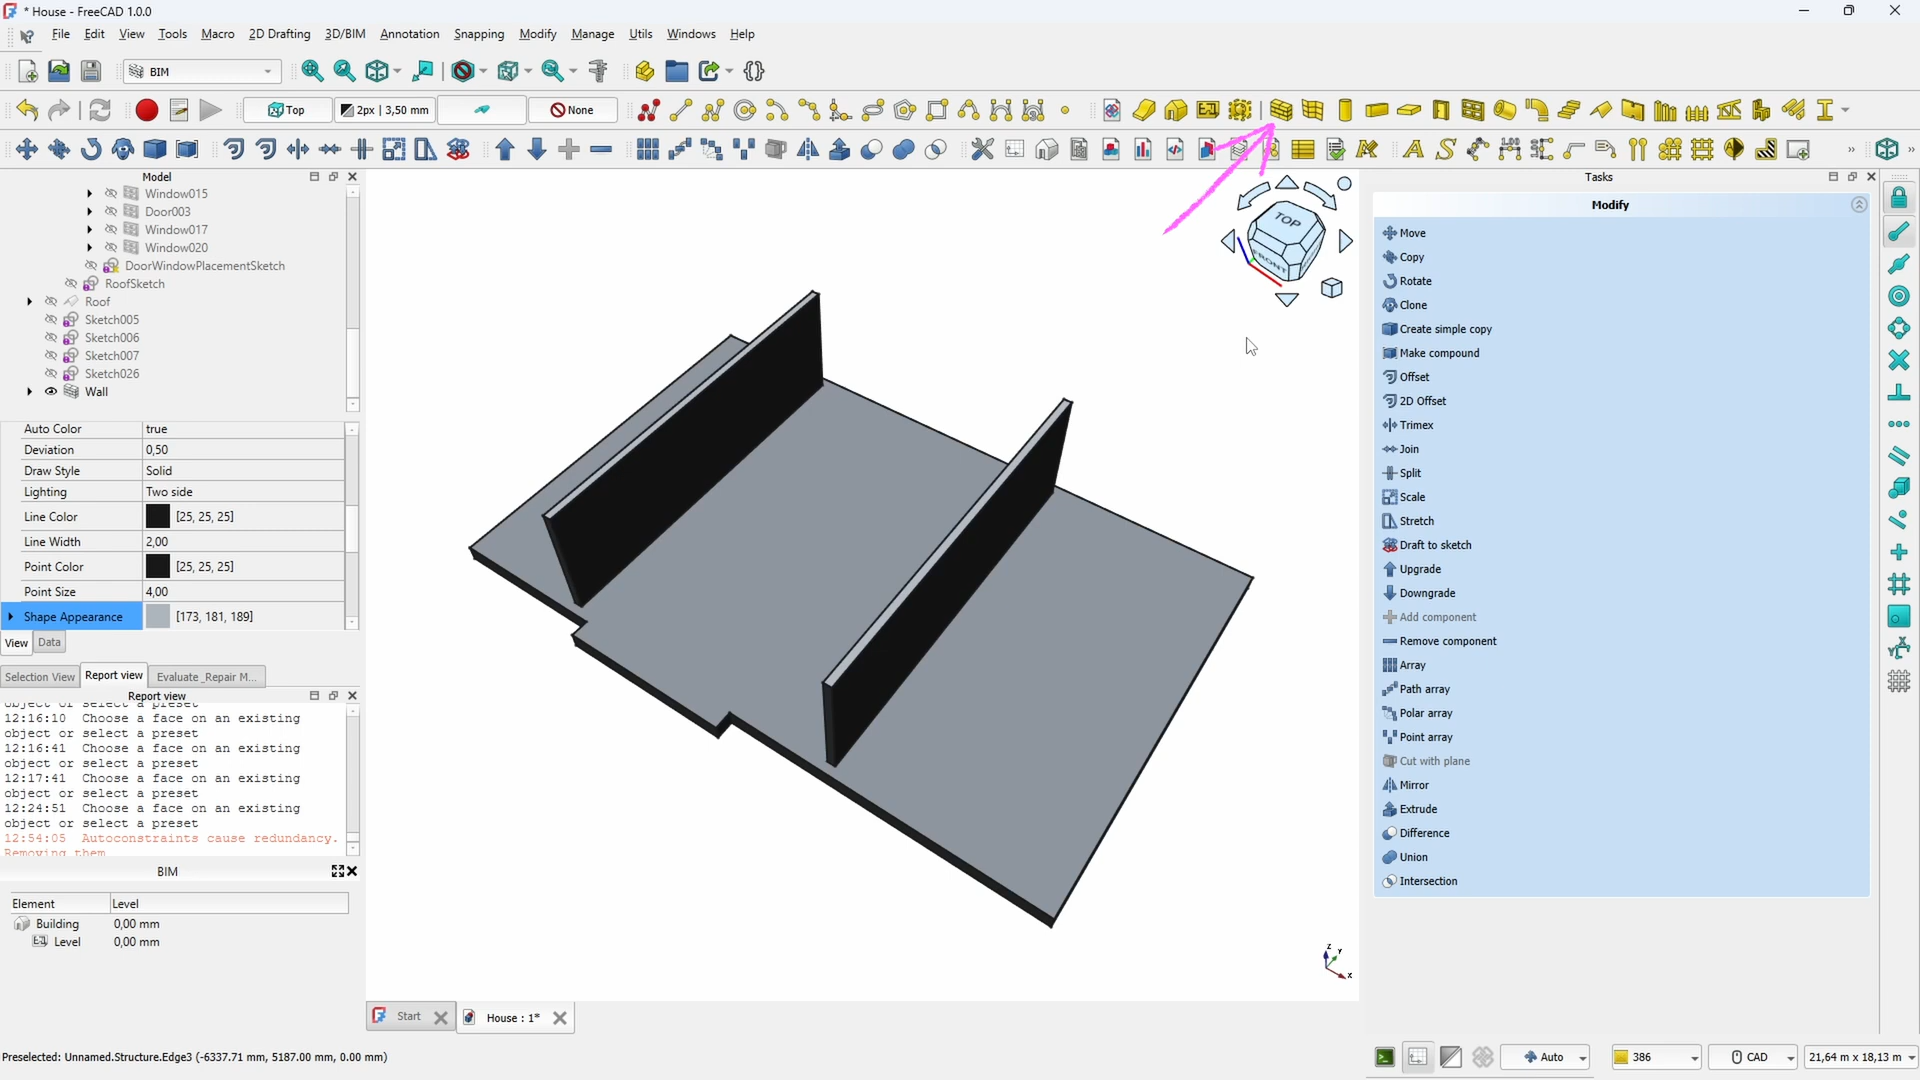 * House - FreeCAD 1.0.0
File Edit View Tools Macro 2D Drafting 3D/BIM Annotation Snapping Modify Manage Utils Windows Help
BIM
Top 2px | 3,50 mm None
Model
Window015
Door003
Window017
Window020
DoorWindowPlacementSketch
RoofSketch
Roof
Sketch005
Sketch006
Sketch007
Sketch026
Wall
Auto Color true
Deviation 0,50
Draw Style Solid
Lighting Two side
Line Color [25, 25, 25]
Line Width 2,00
Point Color [25, 25, 25]
Point Size 4,00
Shape Appearance [173, 181, 189]
View Data
Selection View Report view Evaluate_Repair M...
Report view
object or select a preset
12:16:10 Choose a face on an existing
object or select a preset
12:16:41 Choose a face on an existing
object or select a preset
12:17:41 Choose a face on an existing
object or select a preset
12:24:51 Choose a face on an existing
object or select a preset
12:54:05 Autoconstraints cause redundancy.
Removing them
BIM
Element Level
Building 0,00 mm
Level 0,00 mm
TOP
FRONT
Z
Y
X
Start House : 1*
Tasks
Modify
Move
Copy
Rotate
Clone
Create simple copy
Make compound
Offset
2D Offset
Trimex
Join
Split
Scale
Stretch
Draft to sketch
Upgrade
Downgrade
Add component
Remove component
Array
Path array
Polar array
Point array
Cut with plane
Mirror
Extrude
Difference
Union
Intersection
Preselected: Unnamed.Structure.Edge3 (-6337.71 mm, 5187.00 mm, 0.00 mm)
Auto 386 CAD 21,64 m x 18,13 m